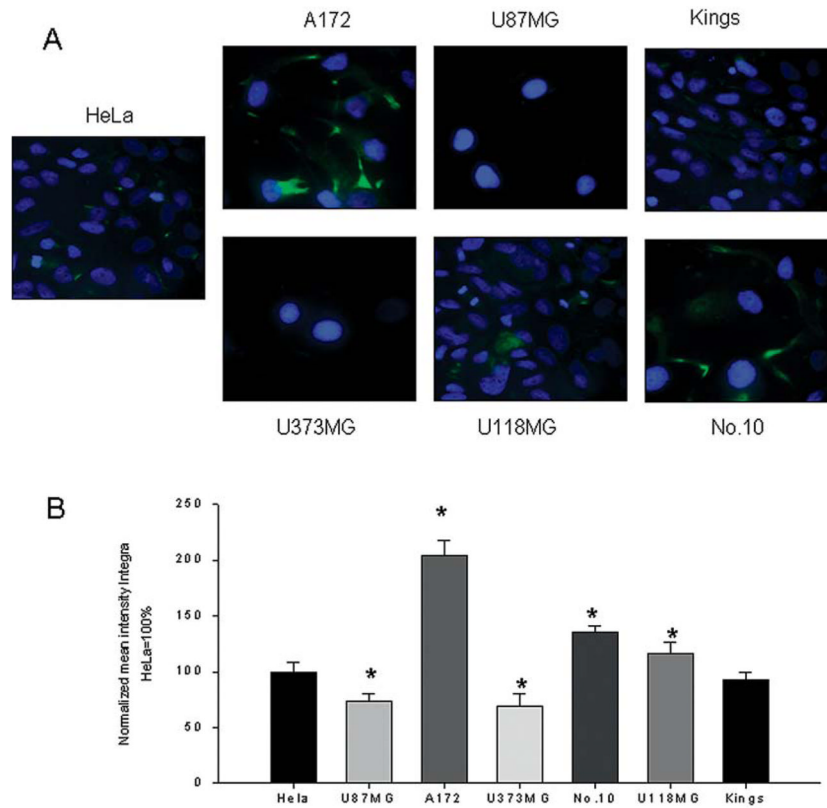 A
A172
U87MG
Kings
HeLa
U373MG
U118MG
No.10
B
Normalized mean intensity Integra
HeLa=100%
250
200
150
100
50
0
*
*
*
*
*
Hela
U87MG
A172
U373MG
No.10
U118MG
Kings